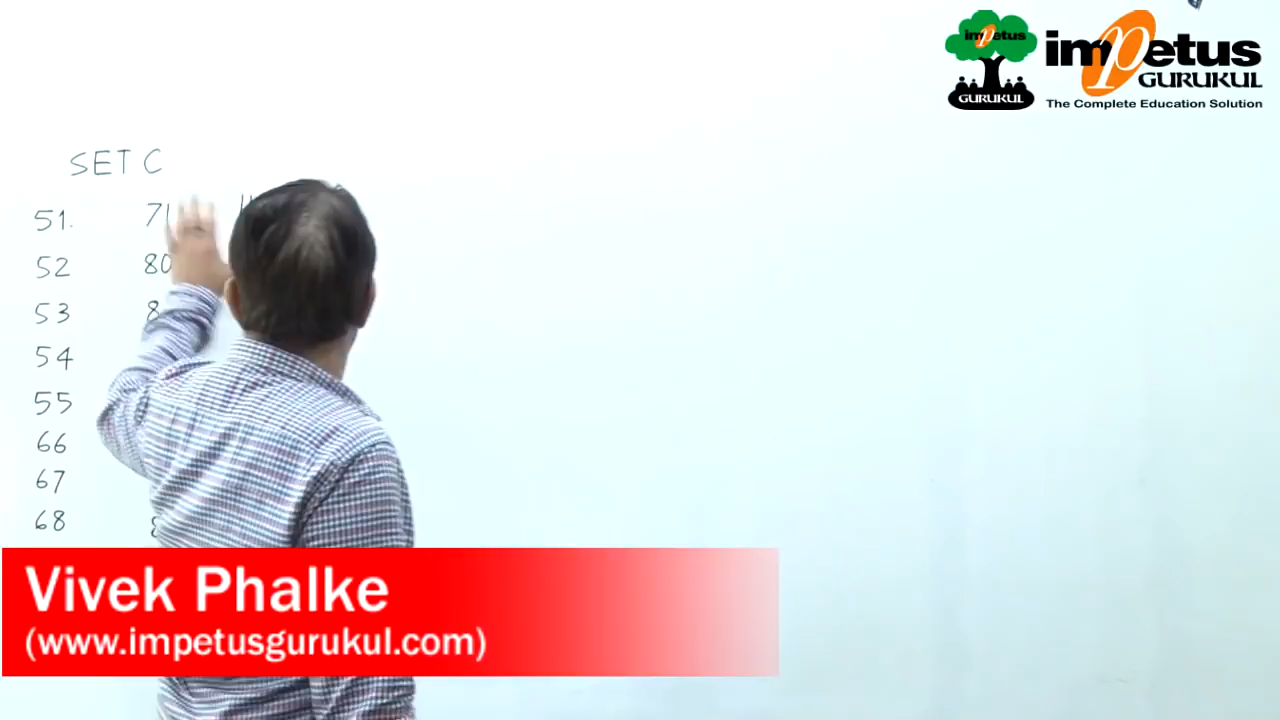 impetus
GURUKUL
impetus
GURUKUL
The Complete Education Solution
SET C
51. 71
52 80
53 8
54
55
66
67
68
Vivek Phalke
(www.impetusgurukul.com)